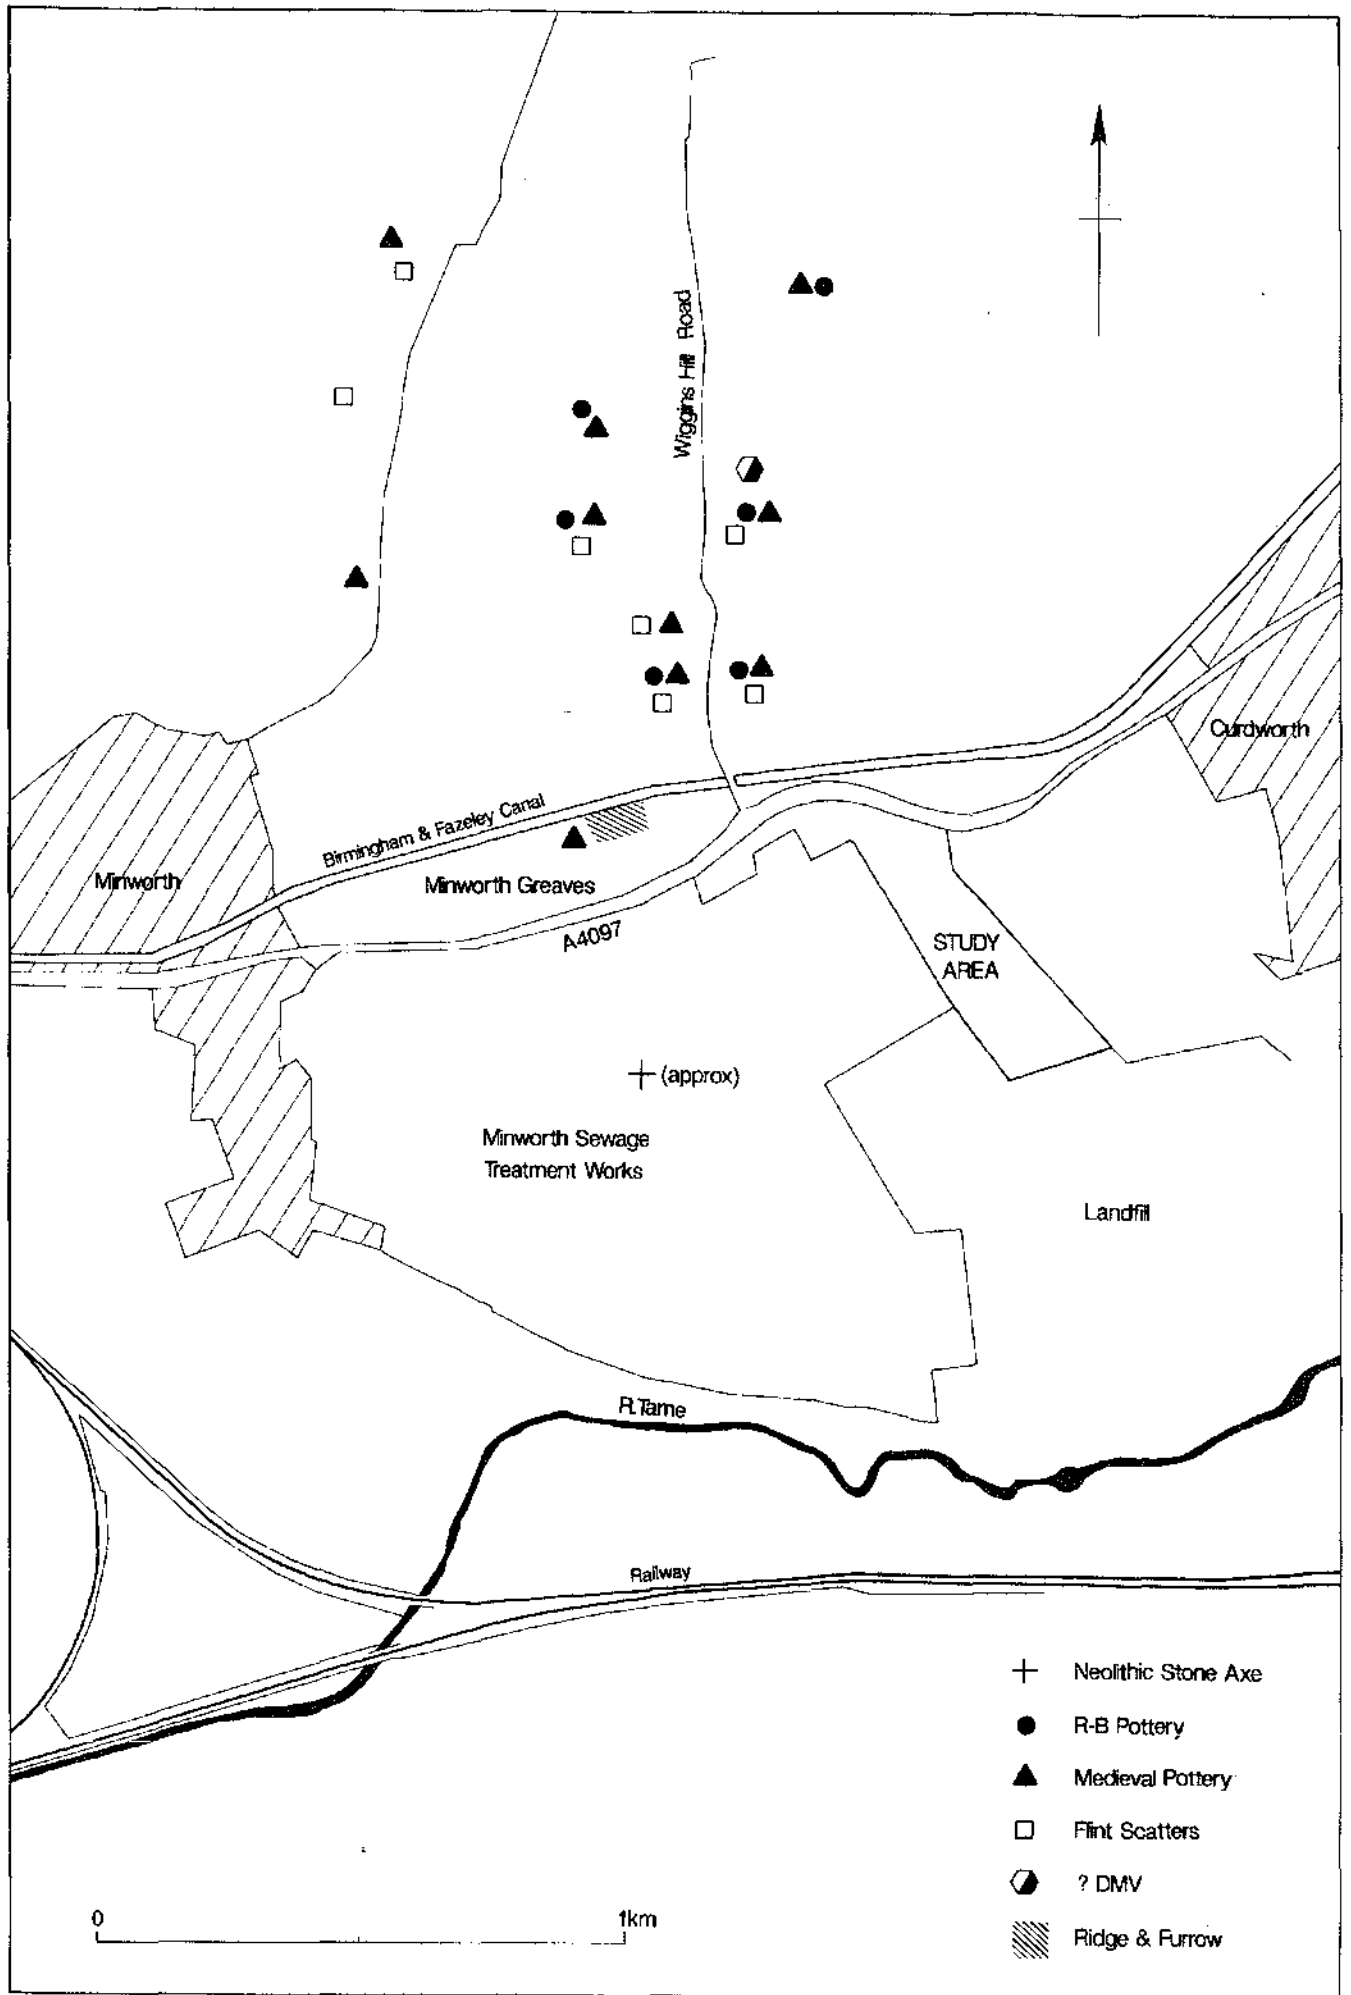 Wiggins Hill Road
Curdworth
Birmingham & Fazeley Canal
Minworth
Minworth Greaves
A4097
STUDY
AREA
(approx)
Minworth Sewage
Treatment Works
Landfill
R.Tame
Railway
Neolithic Stone Axe
R-B Pottery
Medieval Pottery
Flint Scatters
? DMV
Ridge & Furrow
0 1km